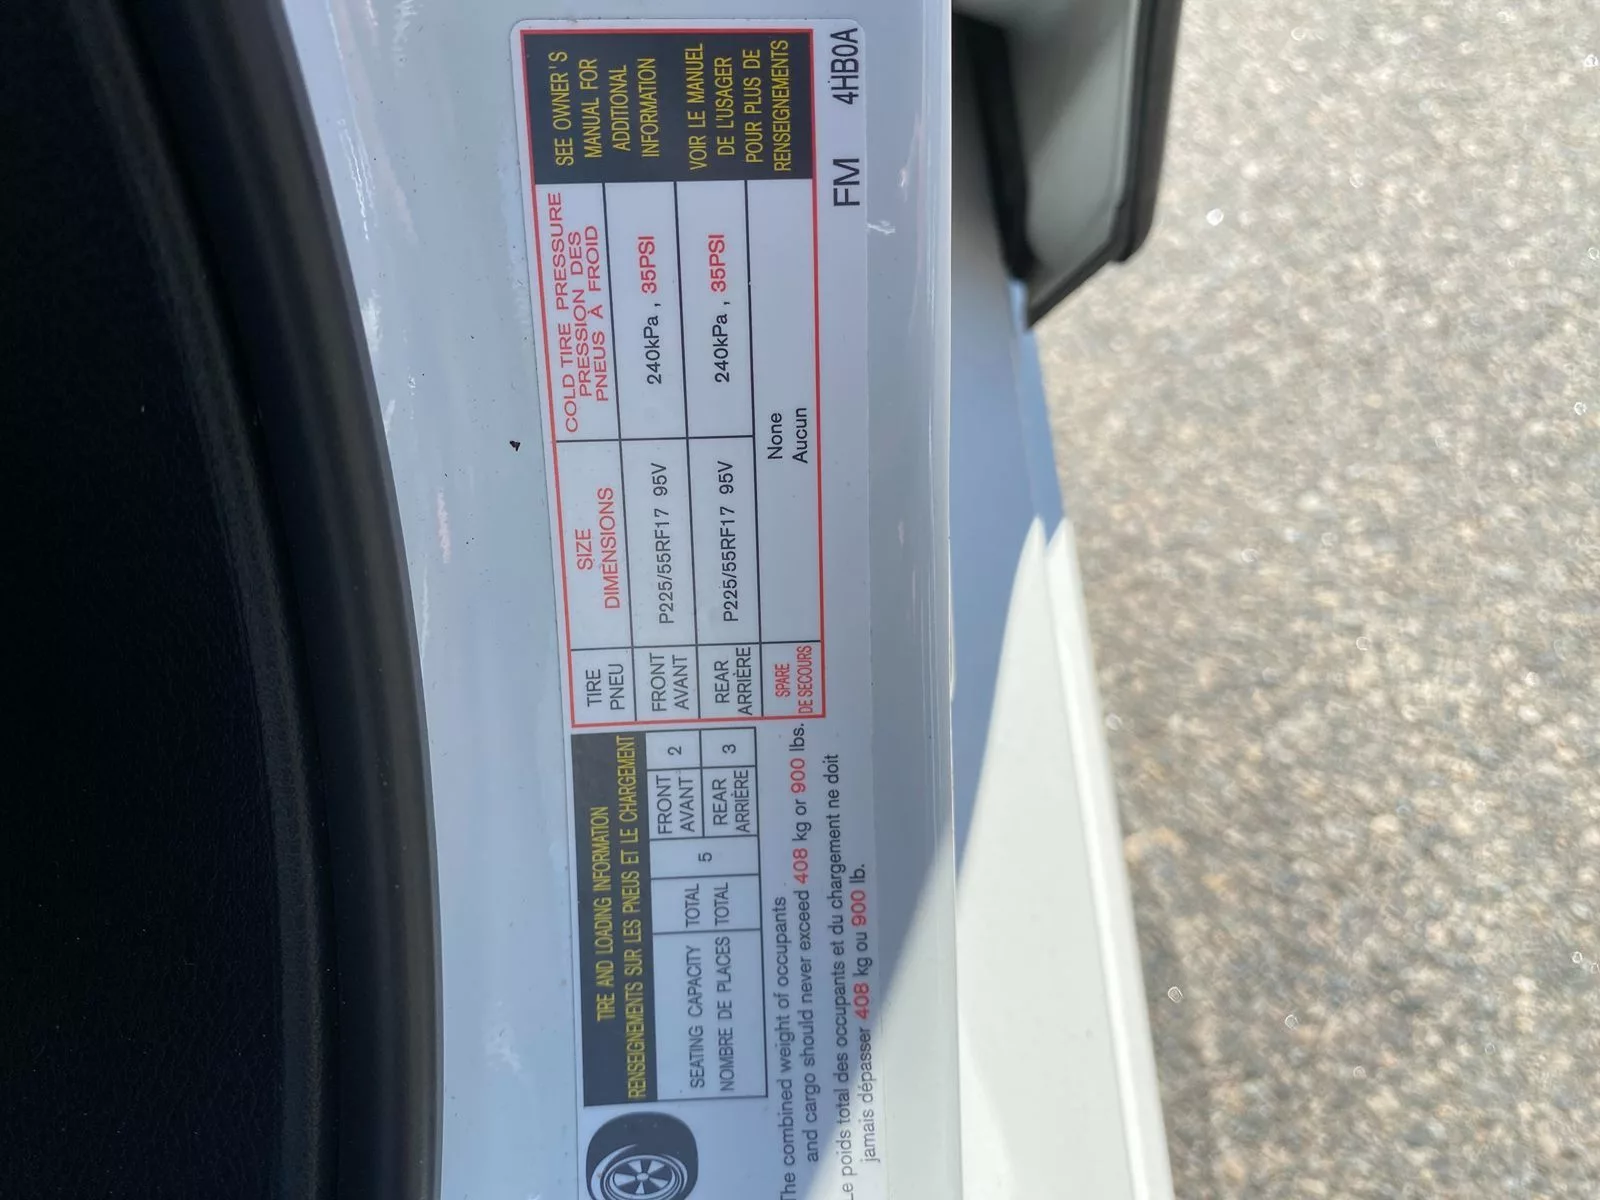 TIRE AND LOADING INFORMATION
RENSEIGNEMENTS SUR LES PNEUS ET LE CHARGEMENT
SEATING CAPACITY
NOMBRE DE PLACES
TOTAL
TOTAL
5
FRONT
AVANT
2
REAR
ARRIÈRE
3
The combined weight of occupants
and cargo should never exceed 408 kg or 900 lbs.
Le poids total des occupants et du chargement ne doit
jamais dépasser 408 kg ou 900 lb.
TIRE
PNEU
SIZE
DIMENSIONS
COLD TIRE PRESSURE
PRESSION DES
PNEUS À FROID
FRONT
AVANT
P225/55RF17 95V
240kPa , 35PSI
REAR
ARRIÈRE
P225/55RF17 95V
240kPa , 35PSI
SPARE
DE SECOURS
None
Aucun
SEE OWNER'S
MANUAL FOR
ADDITIONAL
INFORMATION
VOIR LE MANUEL
DE L'USAGER
POUR PLUS DE
RENSEIGNEMENTS
FM 4HB0A